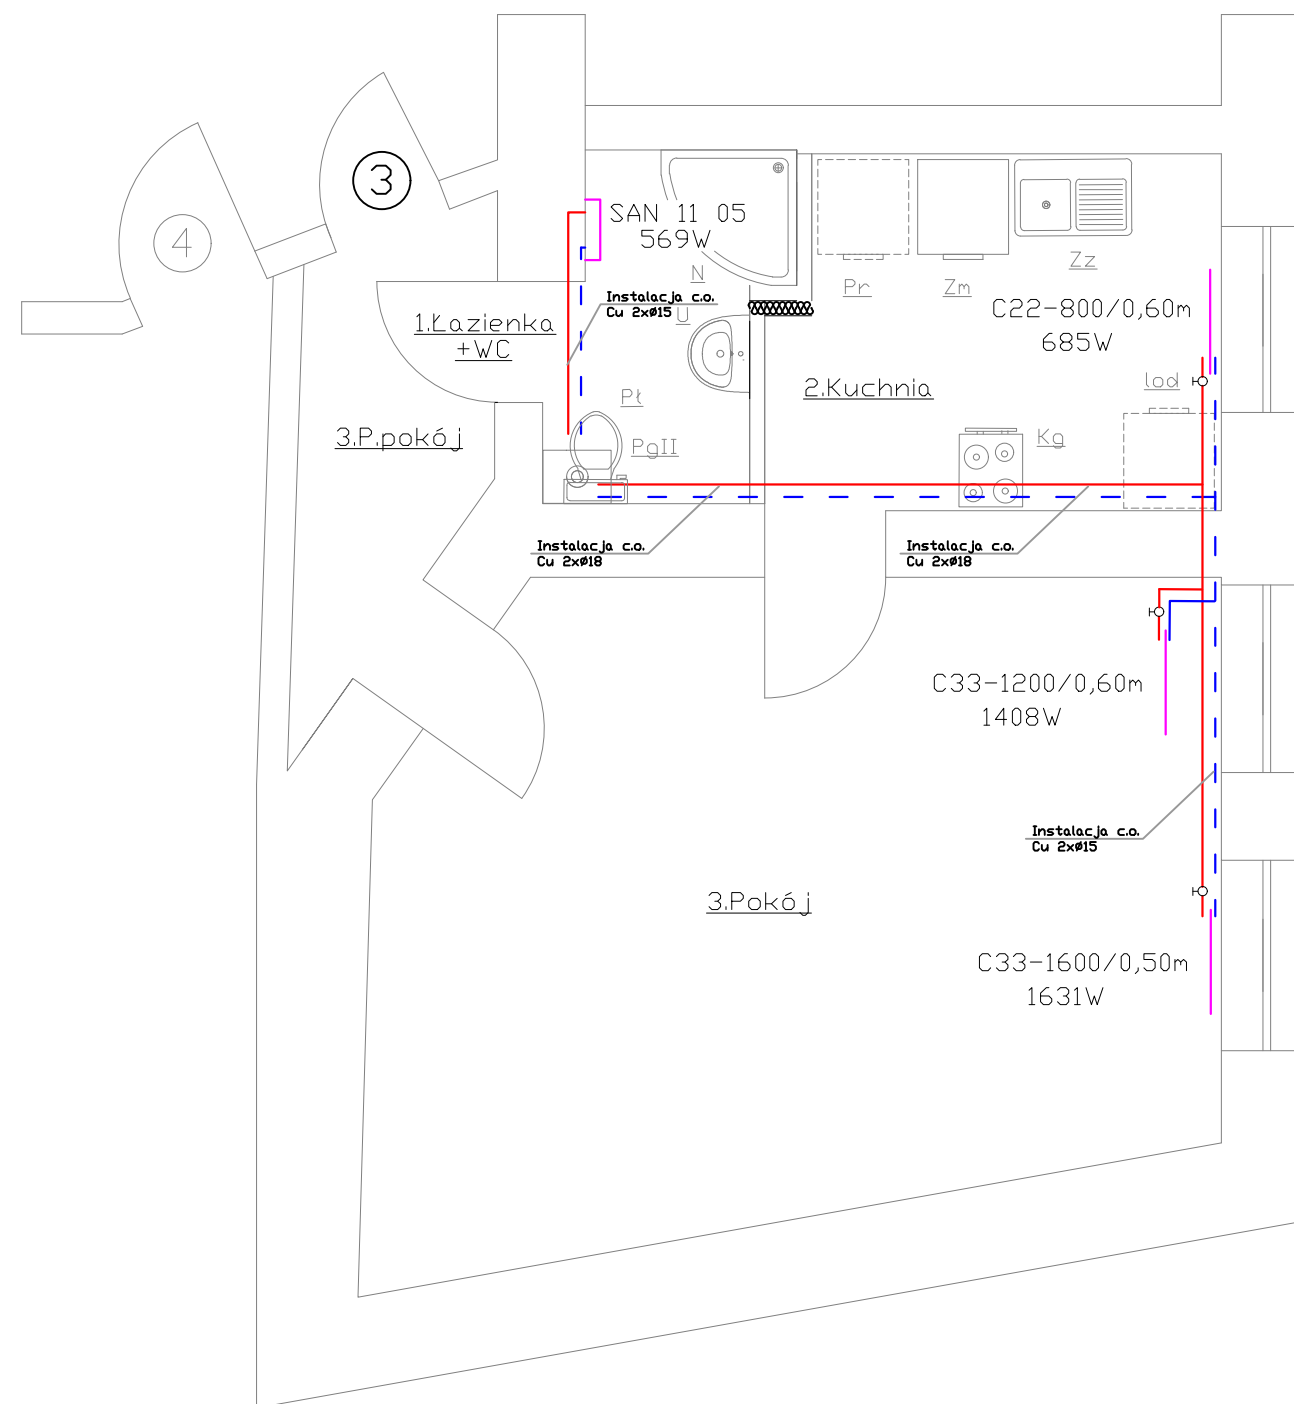 3
4
SAN 11 05
569W
N
Instalacja c.o.
Cu 2xø15
U
1.Łazienka
+WC
Pr
Zm
Zz
C22-800/0,60m
685W
lod
2.Kuchnia
Pł
3.P.pokój
PgII
Kg
Instalacja c.o.
Cu 2xø18
Instalacja c.o.
Cu 2xø18
C33-1200/0,60m
1408W
Instalacja c.o.
Cu 2xø15
3.Pokój
C33-1600/0,50m
1631W